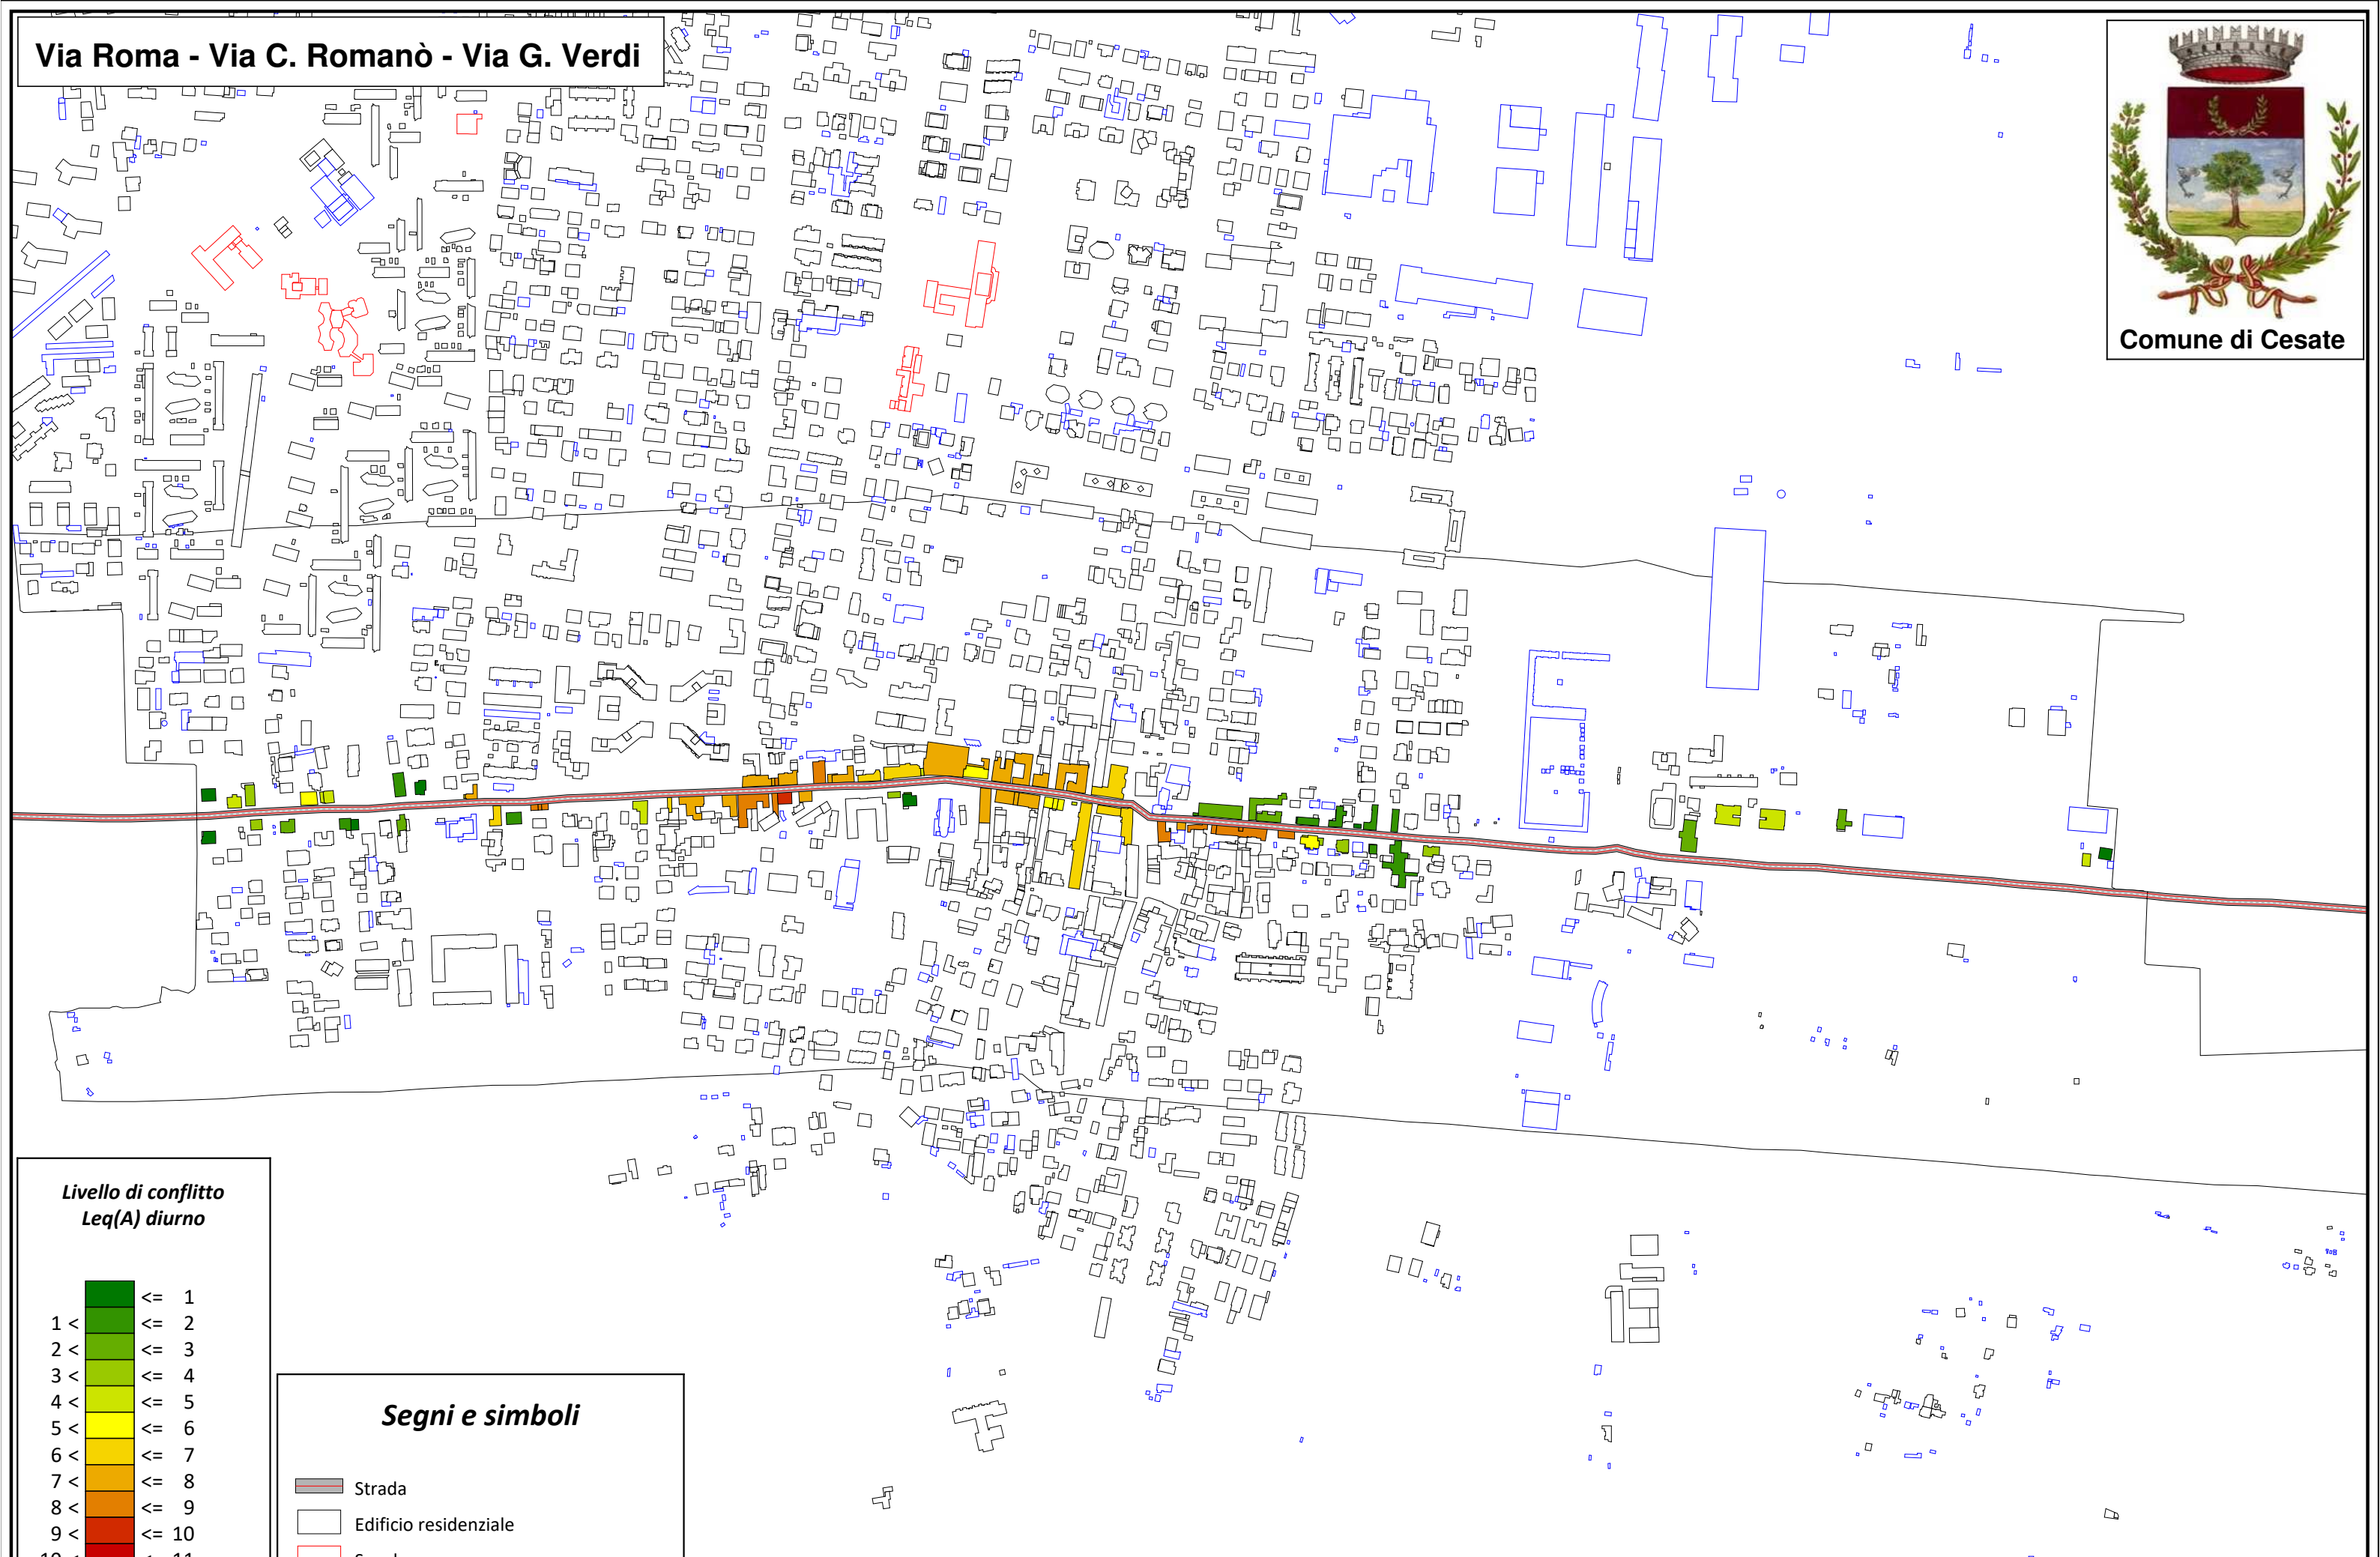 Via Roma - Via C. Romanò - Via G. Verdi
Comune di Cesate
Livello di conflitto
Leq(A) diurno
<= 1
1 < <= 2
2 < <= 3
3 < <= 4
4 < <= 5
5 < <= 6
6 < <= 7
7 < <= 8
8 < <= 9
9 < <= 10
10 < <= 11
Segni e simboli
Strada
Edificio residenziale